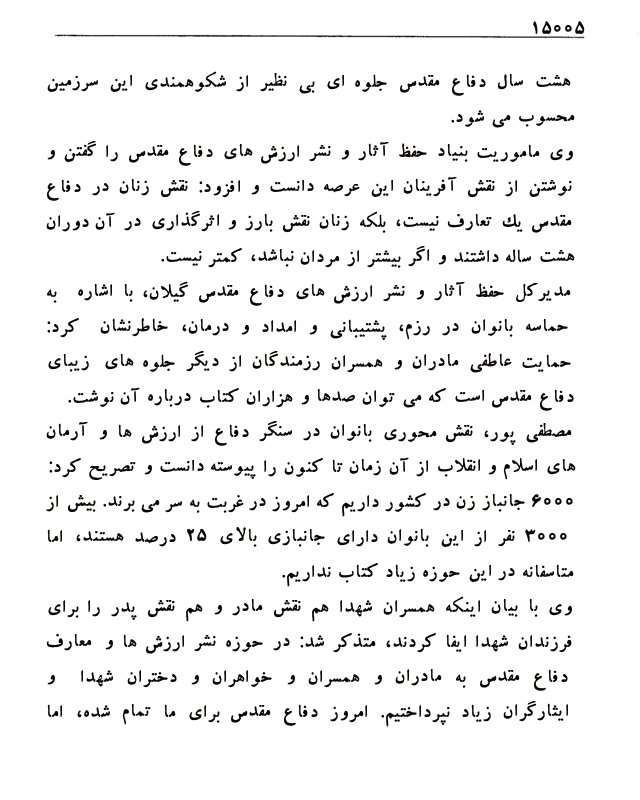 ۱۵۰۰۵
هشت سال دفاع مقدس جلوه ای بی نظیر از شکوهمندی این سرزمین
محسوب می شود.
وی ماموریت بنیاد حفظ آثار و نشر ارزش های دفاع مقدس را گفتن و
نوشتن از نقش آفرینان این عرصه دانست و افزود: نقش زنان در دفاع
مقدس یك تعارف نیست، بلکه زنان نقش بارز و اثرگذاری در آن دوران
هشت ساله داشتند و اگر بیشتر از مردان نباشد، کمتر نیست.
مدیرکل حفظ آثار و نشر ارزش های دفاع مقدس گیلان، با اشاره به
حماسه بانوان در رزم، پشتیبانی و امداد و درمان، خاطرنشان کرد:
حمایت عاطفی مادران و همسران رزمندگان از دیگر جلوه های زیبای
دفاع مقدس است که می توان صدها و هزاران کتاب درباره آن نوشت.
مصطفی پور، نقش محوری بانوان در سنگر دفاع از ارزش ها و آرمان
های اسلام و انقلاب از آن زمان تا کنون را پیوسته دانست و تصریح کرد:
۶۰۰۰ جانباز زن در کشور داریم که امروز در غربت به سر می برند. بیش از
۳۰۰۰ نفر از این بانوان دارای جانبازی بالای ۲۵ درصد هستند، اما
متاسفانه در این حوزه زیاد کتاب نداریم.
وی با بیان اینکه همسران شهدا هم نقش مادر و هم نقش پدر را برای
فرزندان شهدا ایفا کردند، متذکر شد: در حوزه نشر ارزش ها و معارف
دفاع مقدس به مادران و همسران و خواهران و دختران شهدا و
ایثارگران زیاد نپرداختیم. امروز دفاع مقدس برای ما تمام شده، اما